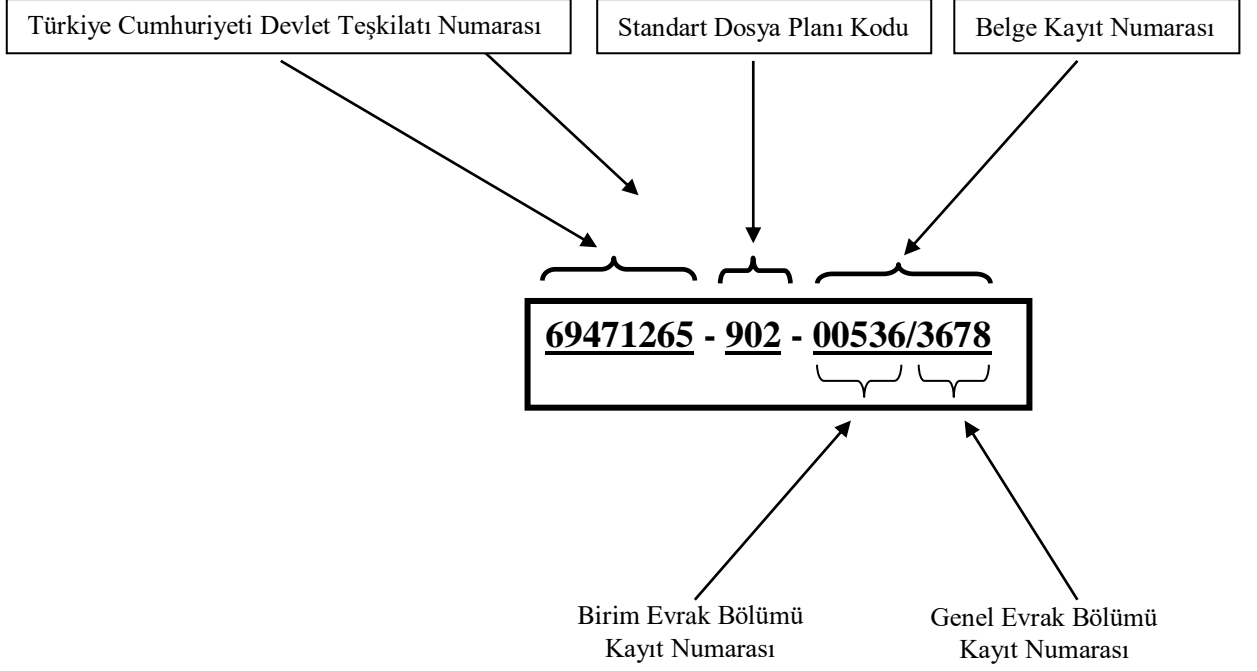 Türkiye Cumhuriyeti Devlet Teşkilatı Numarası
Standart Dosya Planı Kodu
Belge Kayıt Numarası
69471265 - 902 - 00536/3678
Birim Evrak Bölümü
Kayıt Numarası
Genel Evrak Bölümü
Kayıt Numarası